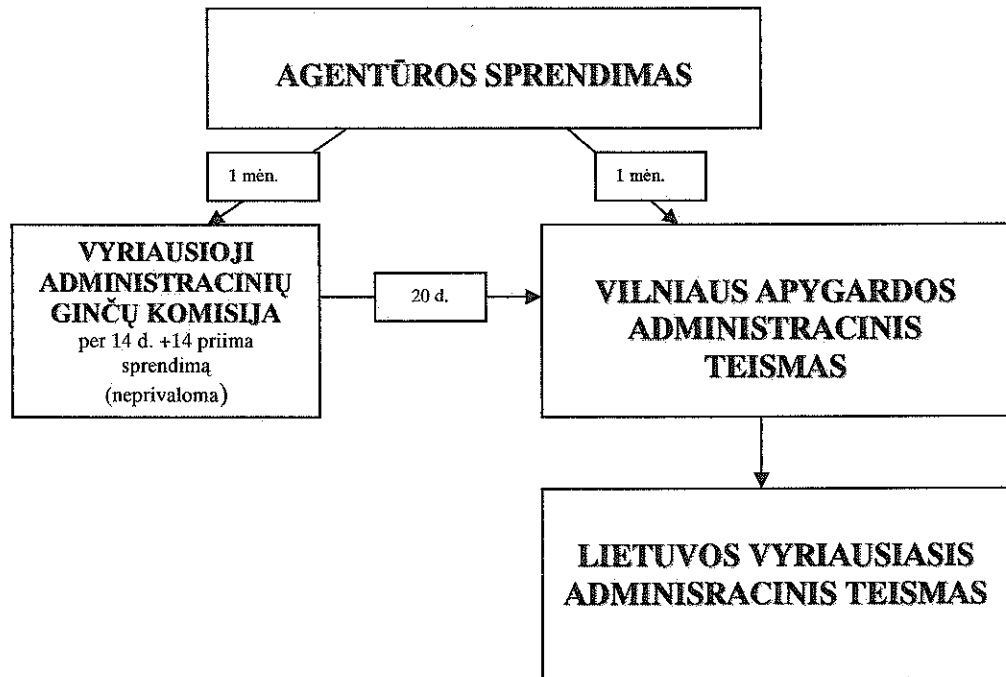 AGENTŪROS SPRENDIMAS
1 mėn.
1 mėn.
VYRIAUSIOJI
ADMINISTRACINIŲ
GINČŲ KOMISIJA
per 14 d. +14 priima
sprendimą
(neprivaloma)
20 d.
VILNIAUS APYGARDOS
ADMINISTRACINIS
TEISMAS
LIETUVOS VYRIAUSIASIS
ADMINISRACINIS TEISMAS